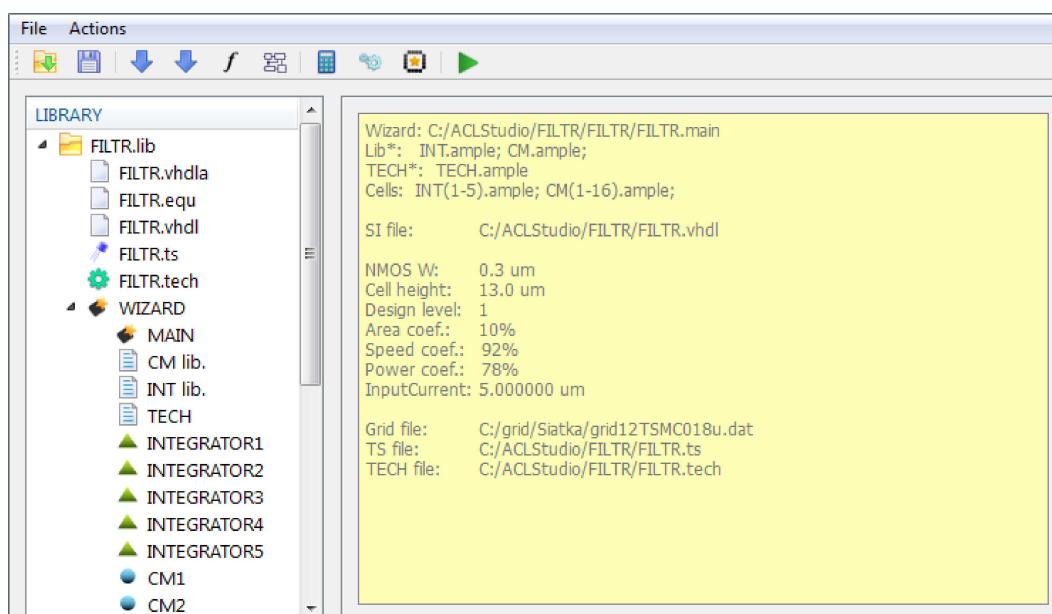 File Actions
LIBRARY
FILTR.lib
FILTR.vhdla
FILTR.equ
FILTR.vhdl
FILTR.ts
FILTR.tech
WIZARD
MAIN
CM lib.
INT lib.
TECH
INTEGRATOR1
INTEGRATOR2
INTEGRATOR3
INTEGRATOR4
INTEGRATOR5
CM1
CM2
Wizard: C:/ACLStudio/FILTR/FILTR/FILTR.main
Lib*: INT.ample; CM.ample;
TECH*: TECH.ample
Cells: INT(1-5).ample; CM(1-16).ample;
SI file: C:/ACLStudio/FILTR/FILTR.vhdl
NMOS W: 0.3 um
Cell height: 13.0 um
Design level: 1
Area coef.: 10%
Speed coef.: 92%
Power coef.: 78%
InputCurrent: 5.000000 um
Grid file: C:/grid/Siatka/grid12TSMC018u.dat
TS file: C:/ACLStudio/FILTR/FILTR.ts
TECH file: C:/ACLStudio/FILTR/FILTR.tech